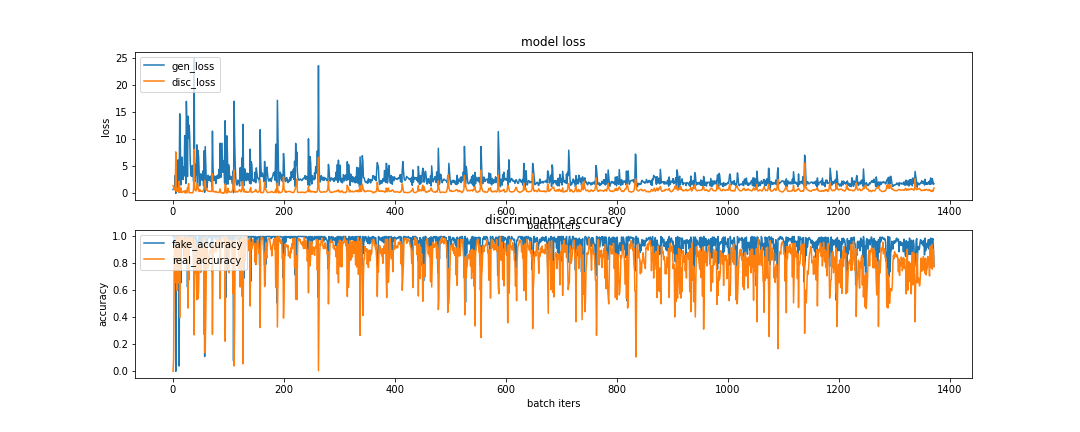 model loss
25
20
15
10
5
0
loss
gen_loss
disc_loss
0 200 400 600 800 1000 1200 1400
batch iters
discriminator accuracy
1.0
0.8
0.6
0.4
0.2
0.0
accuracy
fake_accuracy
real_accuracy
0 200 400 600 800 1000 1200 1400
batch iters